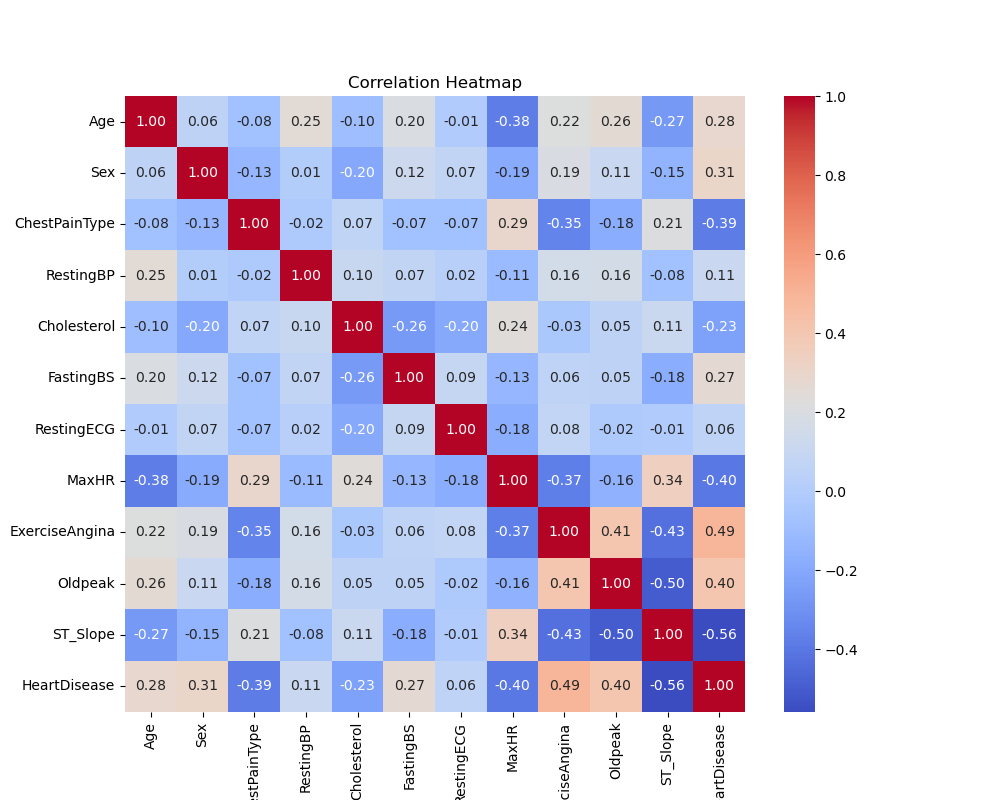 Correlation Heatmap
Age 1.00 0.06 -0.08 0.25 -0.10 0.20 -0.01 -0.38 0.22 0.26 -0.27 0.28
Sex 0.06 1.00 -0.13 0.01 -0.20 0.12 0.07 -0.19 0.19 0.11 -0.15 0.31
ChestPainType -0.08 -0.13 1.00 -0.02 0.07 -0.07 -0.07 0.29 -0.35 -0.18 0.21 -0.39
RestingBP 0.25 0.01 -0.02 1.00 0.10 0.07 0.02 -0.11 0.16 0.16 -0.08 0.11
Cholesterol -0.10 -0.20 0.07 0.10 1.00 -0.26 -0.20 0.24 -0.03 0.05 0.11 -0.23
FastingBS 0.20 0.12 -0.07 0.07 -0.26 1.00 0.09 -0.13 0.06 0.05 -0.18 0.27
RestingECG -0.01 0.07 -0.07 0.02 -0.20 0.09 1.00 -0.18 0.08 -0.02 -0.01 0.06
MaxHR -0.38 -0.19 0.29 -0.11 0.24 -0.13 -0.18 1.00 -0.37 -0.16 0.34 -0.40
ExerciseAngina 0.22 0.19 -0.35 0.16 -0.03 0.06 0.08 -0.37 1.00 0.41 -0.43 0.49
Oldpeak 0.26 0.11 -0.18 0.16 0.05 0.05 -0.02 -0.16 0.41 1.00 -0.50 0.40
ST_Slope -0.27 -0.15 0.21 -0.08 0.11 -0.18 -0.01 0.34 -0.43 -0.50 1.00 -0.56
HeartDisease 0.28 0.31 -0.39 0.11 -0.23 0.27 0.06 -0.40 0.49 0.40 -0.56 1.00
Age
Sex
estPainType
RestingBP
Cholesterol
FastingBS
RestingECG
MaxHR
ciseAngina
Oldpeak
ST_Slope
artDisease
1.0
0.8
0.6
0.4
0.2
0.0
−0.2
−0.4